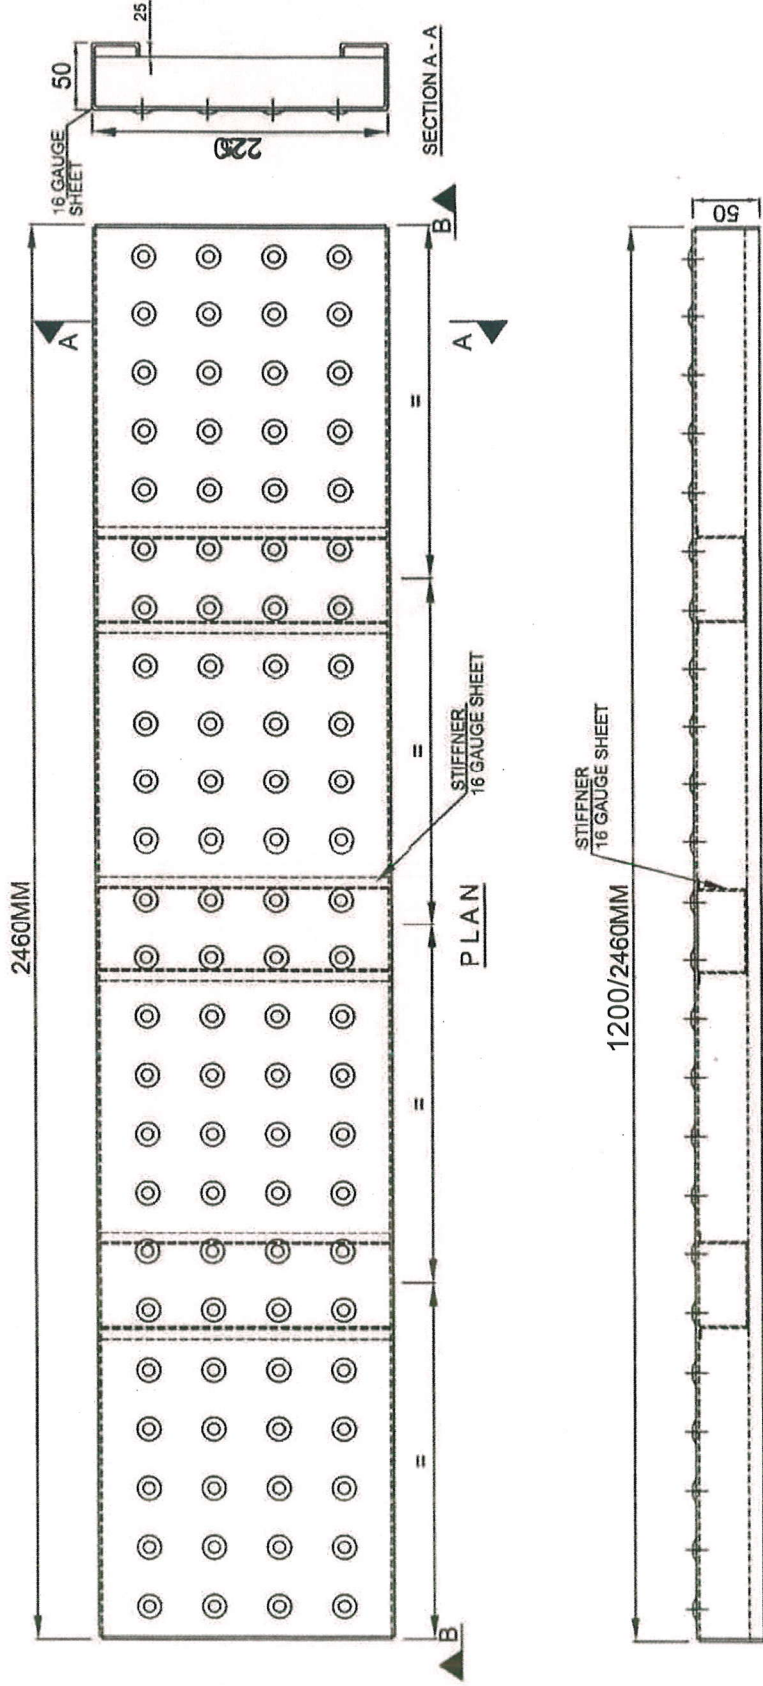 2460MM
16 GAUGE
SHEET
50
25
A
A
B
B
SECTION A - A
=
=
=
=
STIFFNER
16 GAUGE SHEET
PLAN
1200/2460MM
50
STIFFNER
16 GAUGE SHEET